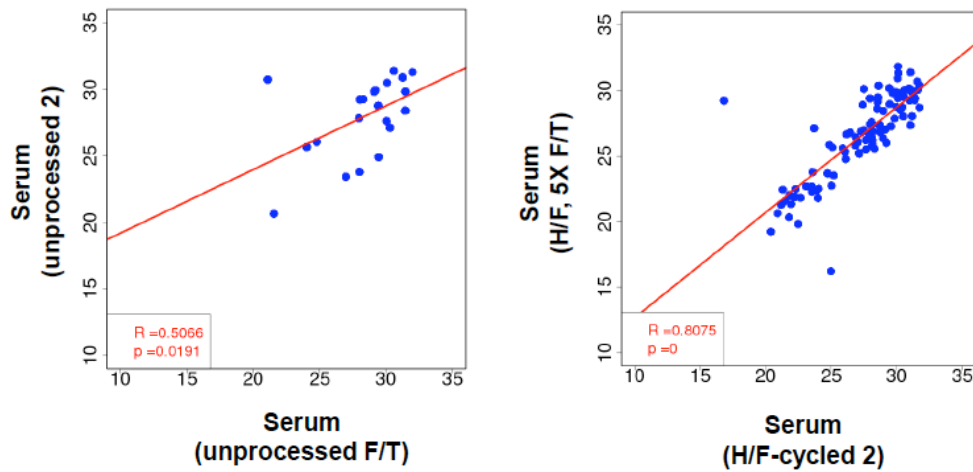 Serum
(unprocessed 2)
35
30
25
20
15
10
R =0.5066
p =0.0191
10 15 20 25 30 35
Serum
(unprocessed F/T)
Serum
(H/F, 5X F/T)
35
30
25
20
15
10
R =0.8075
p =0
10 15 20 25 30 35
Serum
(H/F-cycled 2)